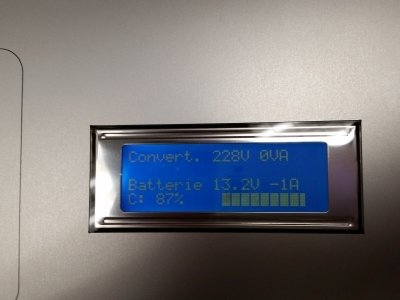 Convert. 228V 0VA
Batterie 13.2V -1A
C: 87%